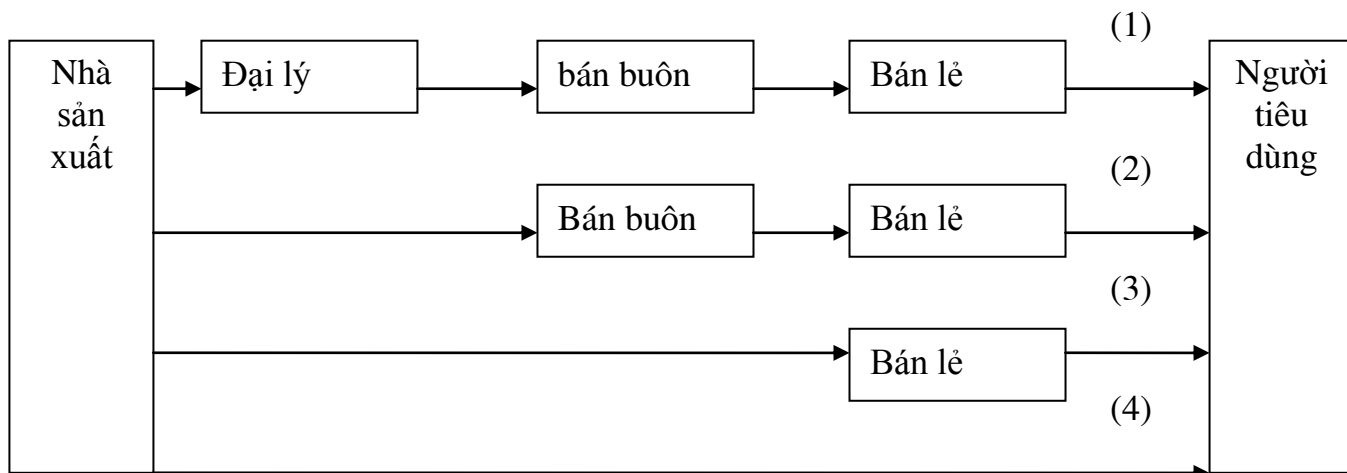 (1)
Nhà
sản
xuất
Đại lý
bán buôn
Bán lẻ
Người
tiêu
dùng
(2)
Bán buôn
Bán lẻ
(3)
Bán lẻ
(4)